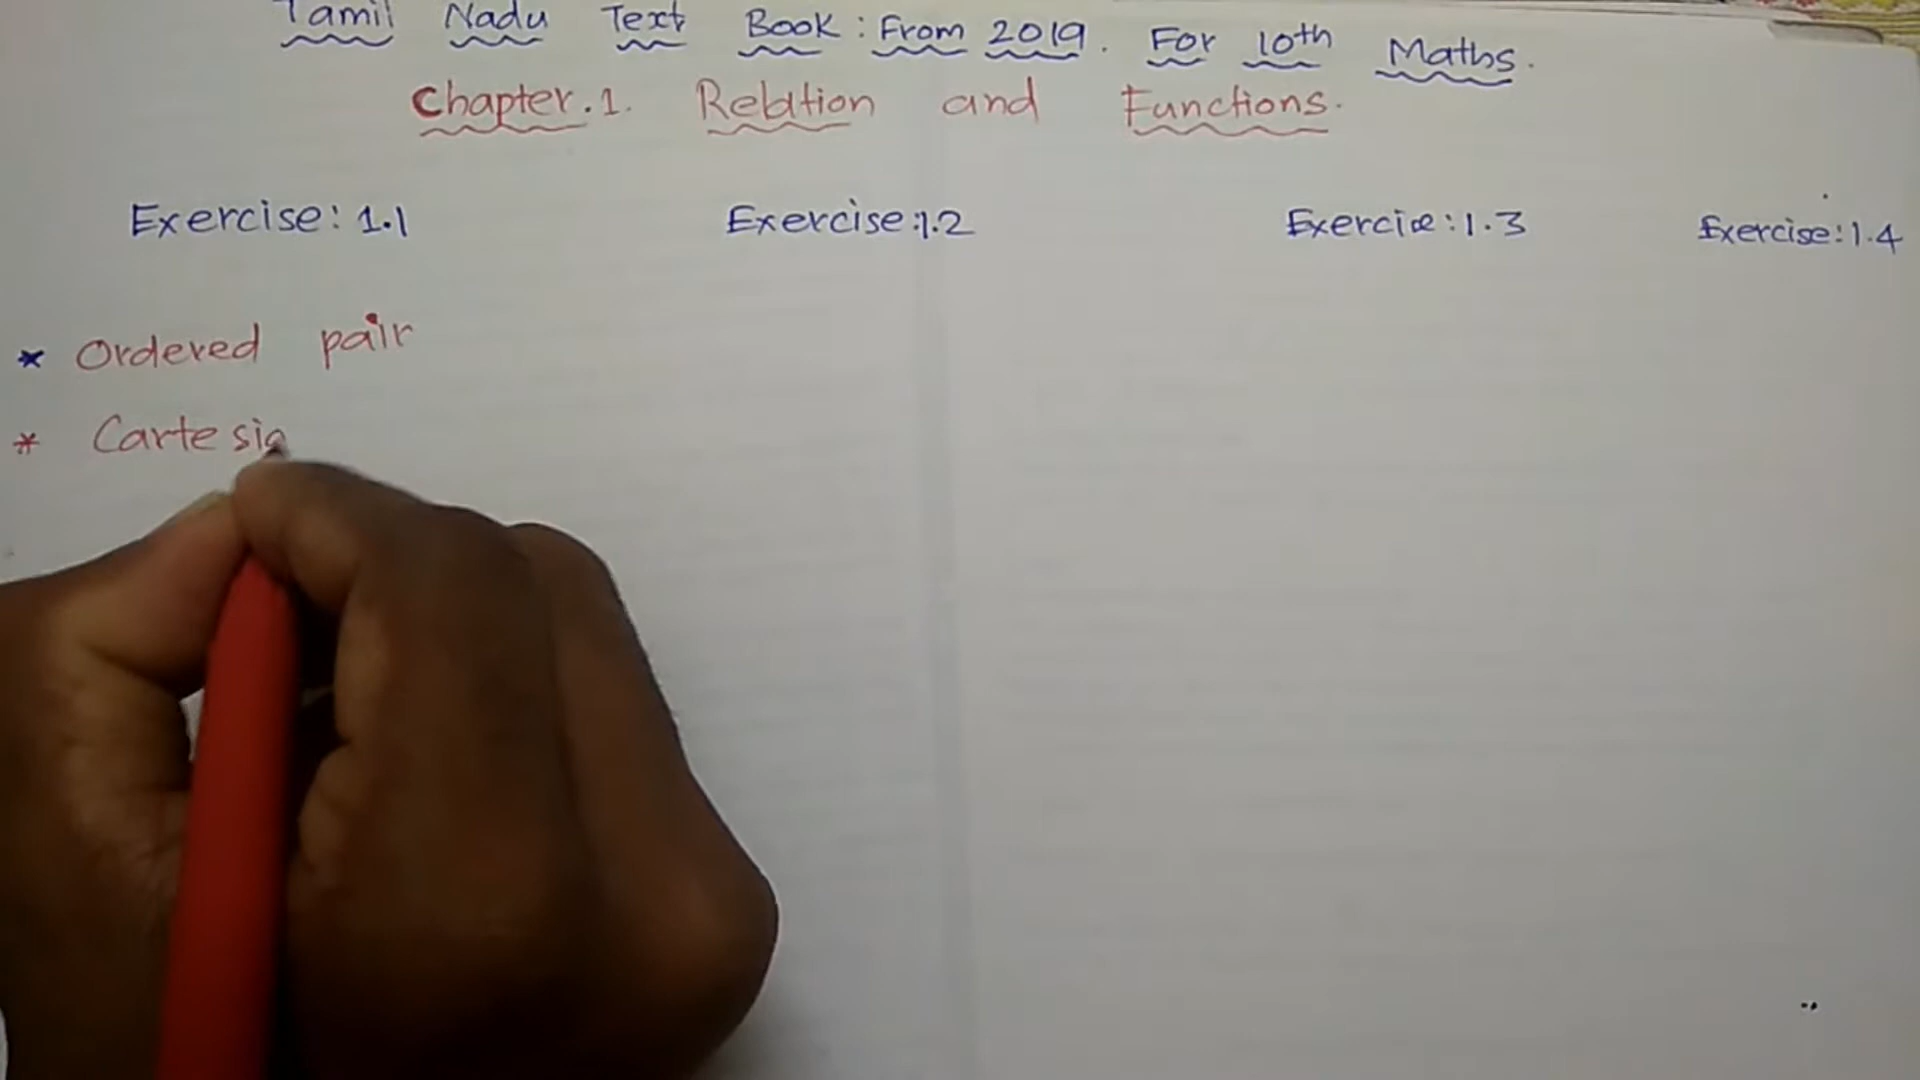 Tamil Nadu Text Book : From 2019. For 10th Maths.
Chapter.1. Relation and Functions.
Exercise: 1.1 Exercise:1.2 Exercie:1.3 Exercise:1.4
* Ordered pair
* Cartesia